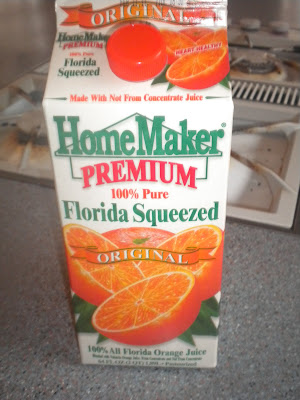 ORIGINAL
HomeMaker
PREMIUM
100% Pure
Florida
Squeezed
HEART HEALTHY
Made With Not From Concentrate Juice
HomeMaker®
PREMIUM
100% Pure
Florida Squeezed
ORIGINAL
100% All Florida Orange Juice